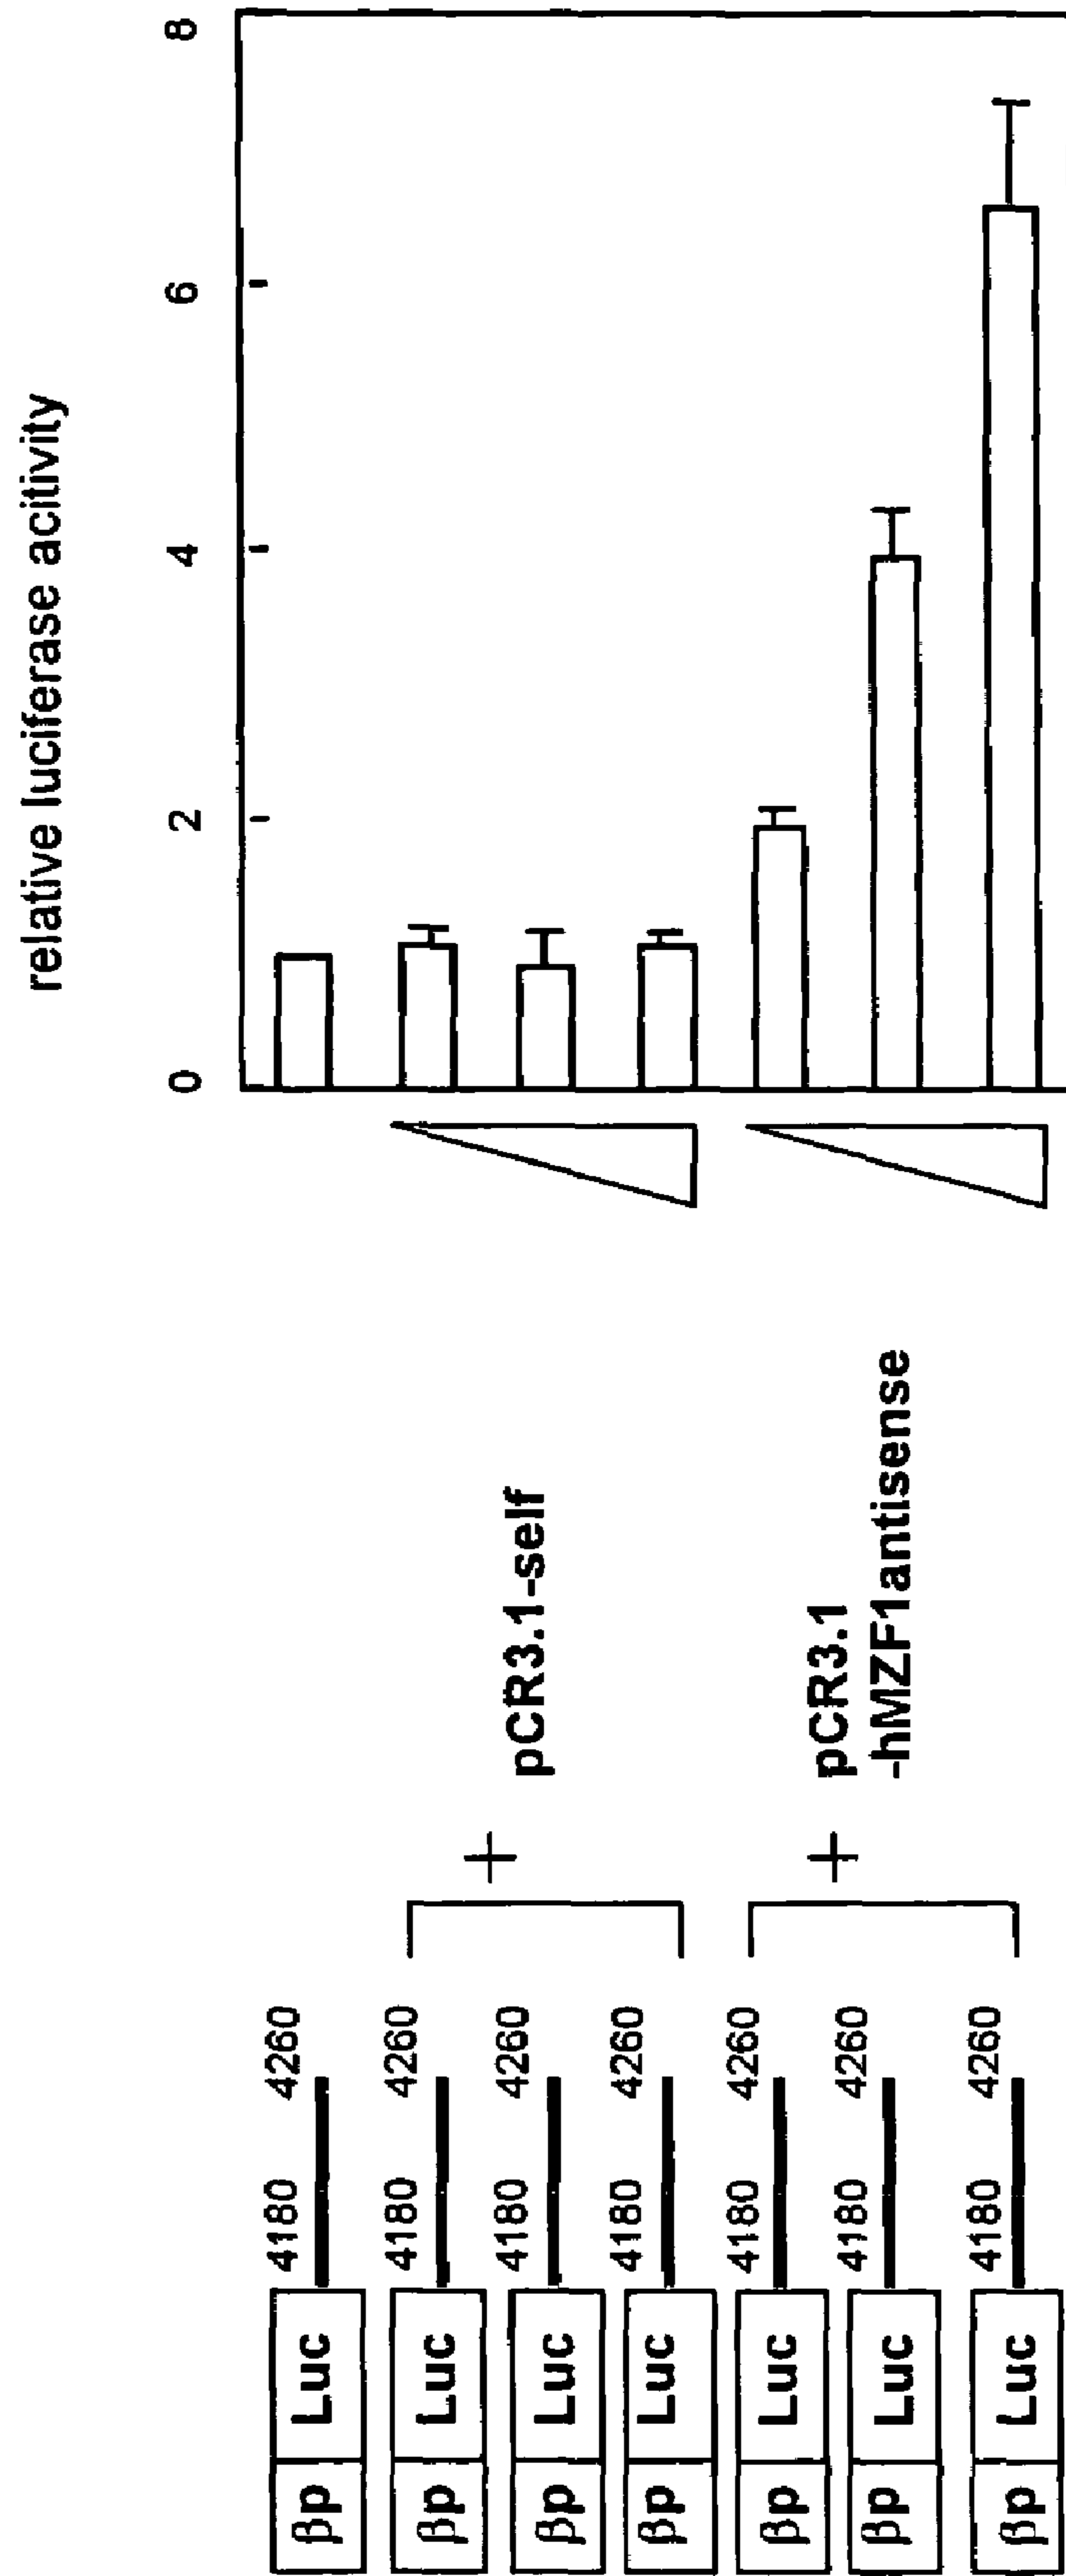 relative luciferase acitivity
0 2 4 6 8
βp Luc 4180 4260
βp Luc 4180 4260
βp Luc 4180 4260
βp Luc 4180 4260
+ pCR3.1-self
βp Luc 4180 4260
βp Luc 4180 4260
βp Luc 4180 4260
+ pCR3.1
-hMZF1antisense